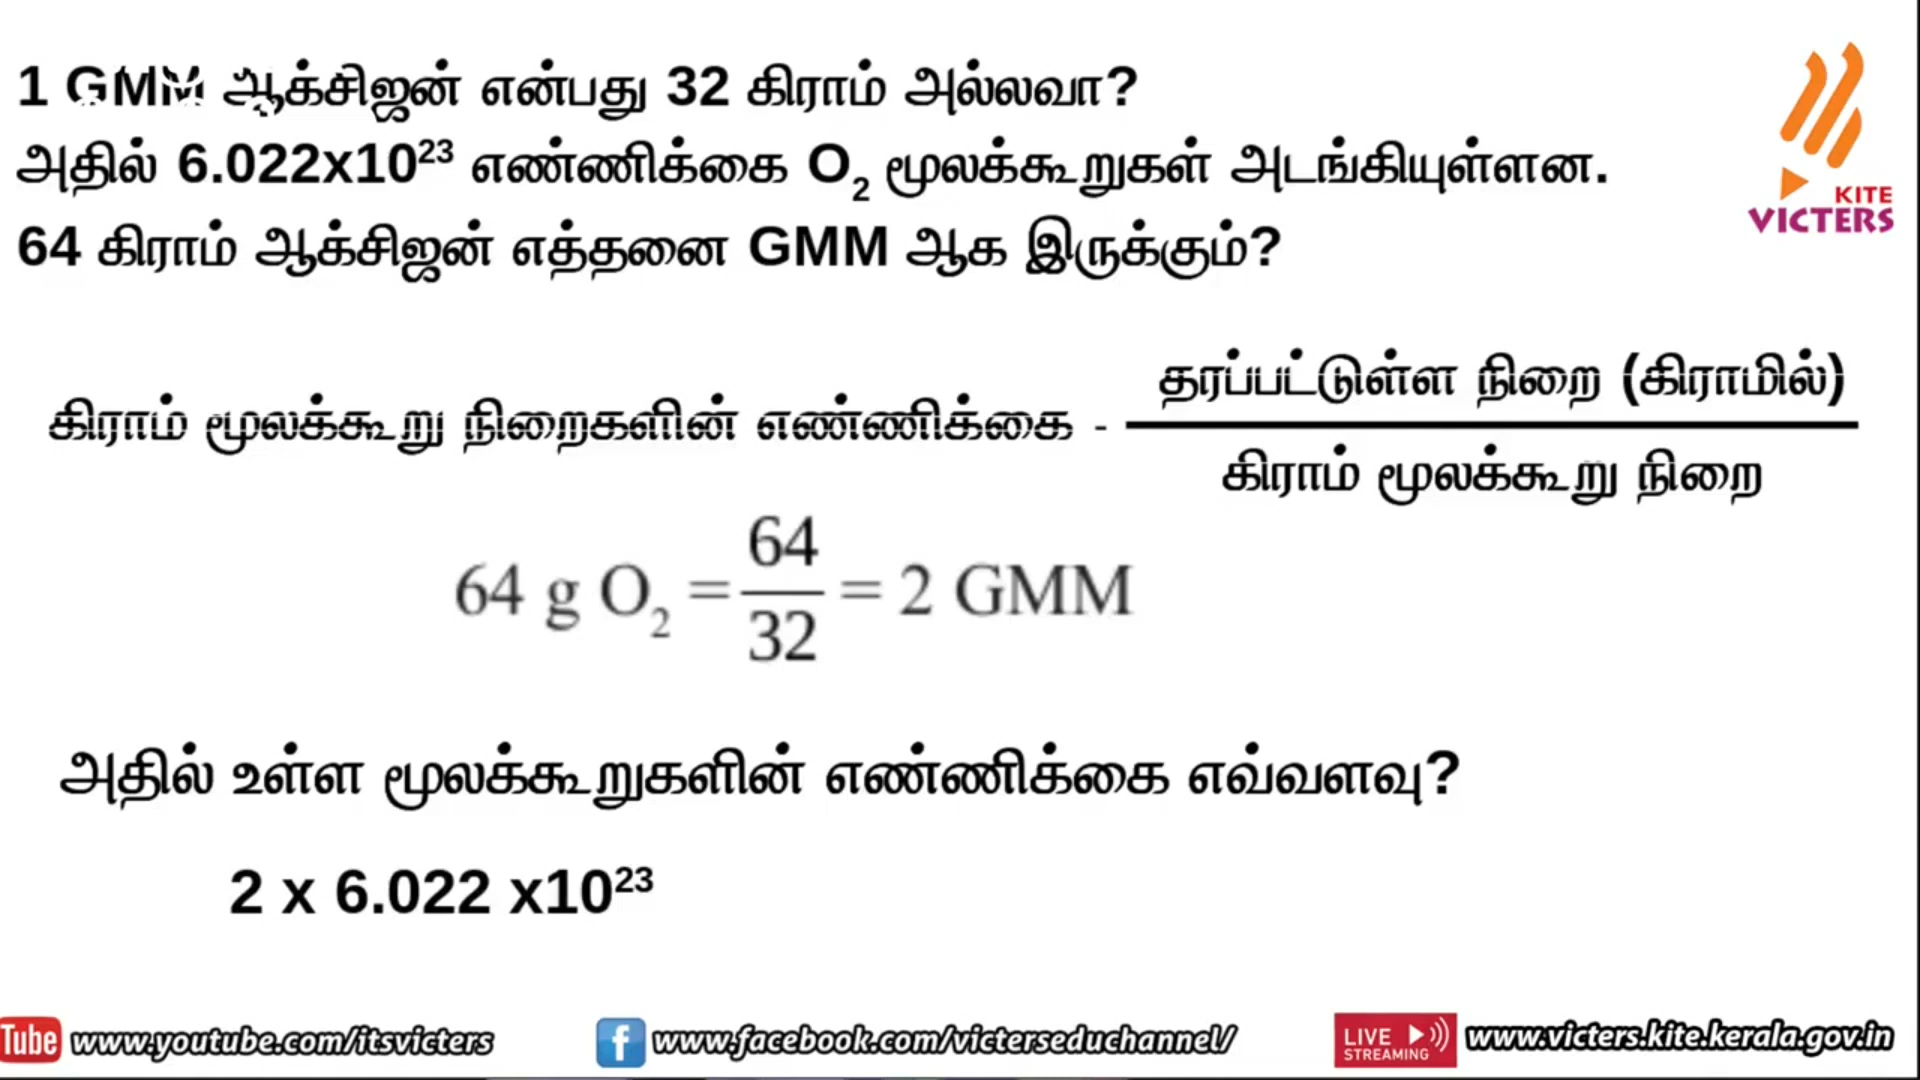 1 GMM ஆக்சிஜன் என்பது 32 கிராம் அல்லவா?
அதில் 6.022x10²³ எண்ணிக்கை O₂ மூலக்கூறுகள் அடங்கியுள்ளன.
64 கிராம் ஆக்சிஜன் எத்தனை GMM ஆக இருக்கும்?
KITE
VICTERS
தரப்பட்டுள்ள நிறை (கிராமில்)
கிராம் மூலக்கூறு நிறைகளின் எண்ணிக்கை -
கிராம் மூலக்கூறு நிறை
64 g O₂ = 64/32 = 2 GMM
அதில் உள்ள மூலக்கூறுகளின் எண்ணிக்கை எவ்வளவு?
2 x 6.022 x10²³
Tube www.youtube.com/itsvicters f www.facebook.com/victerseduchannel/ LIVE STREAMING www.victers.kite.kerala.gov.in